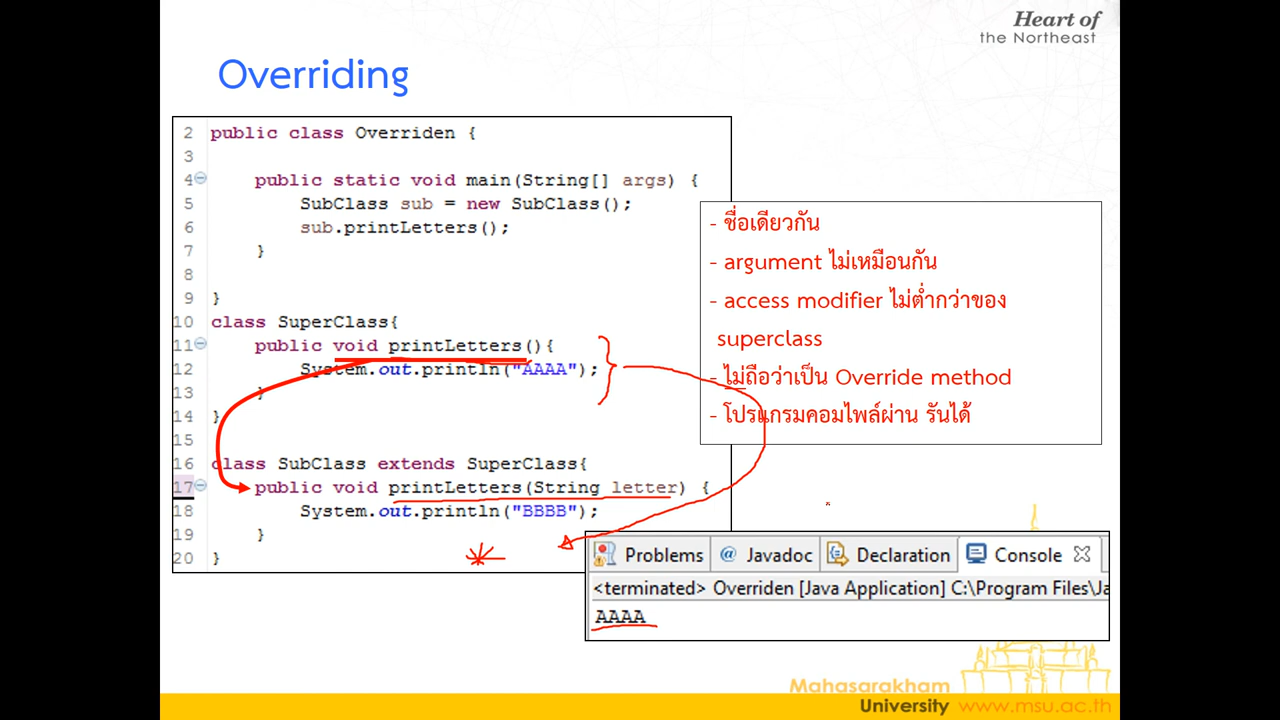 Heart of
the Northeast
Overriding
2 public class Overriden {
3
4 public static void main(String[] args) {
5 SubClass sub = new SubClass();
6 sub.printLetters();
7 }
8
9 }
10 class SuperClass{
11 public void printLetters(){
12 System.out.println("AAAA");
13 }
14 }
15
16 class SubClass extends SuperClass{
17 public void printLetters(String letter) {
18 System.out.println("BBBB");
19 }
20 }
- ชื่อเดียวกัน
- argument ไม่เหมือนกัน
- access modifier ไม่ต่ำกว่าของ
superclass
- ไม่ถือว่าเป็น Override method
- โปรแกรมคอมไพล์ผ่าน รันได้
Problems @ Javadoc Declaration Console
<terminated> Overriden [Java Application] C:\Program Files\Ja
AAAA
Mahasarakham
University www.msu.ac.th